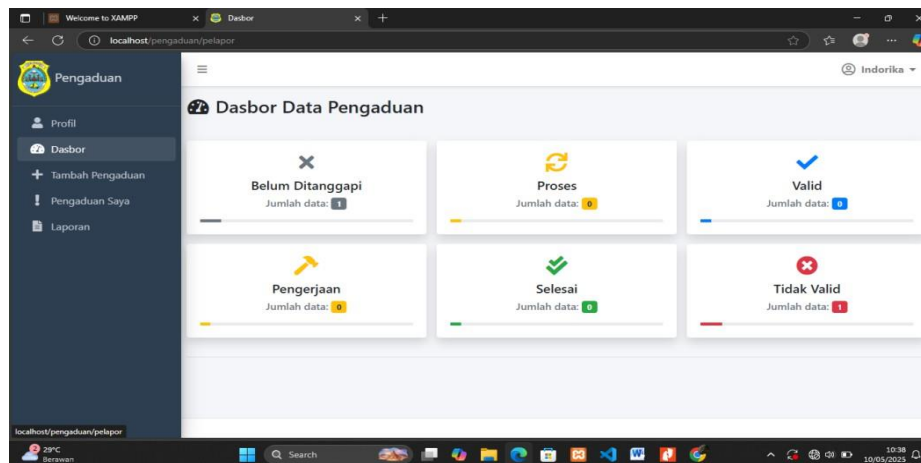 Welcome to XAMPP
Dasbor
localhost/pengaduan/pelapor
Pengaduan
Indorika
Profil
Dasbor
Tambah Pengaduan
Pengaduan Saya
Laporan
Dasbor Data Pengaduan
Belum Ditanggapi
Jumlah data: 1
Proses
Jumlah data: 0
Valid
Jumlah data: 0
Pengerjaan
Jumlah data: 0
Selesai
Jumlah data: 0
Tidak Valid
Jumlah data: 1
localhost/pengaduan/pelapor
29°C
Berawan
Search
10:38
10/05/2025